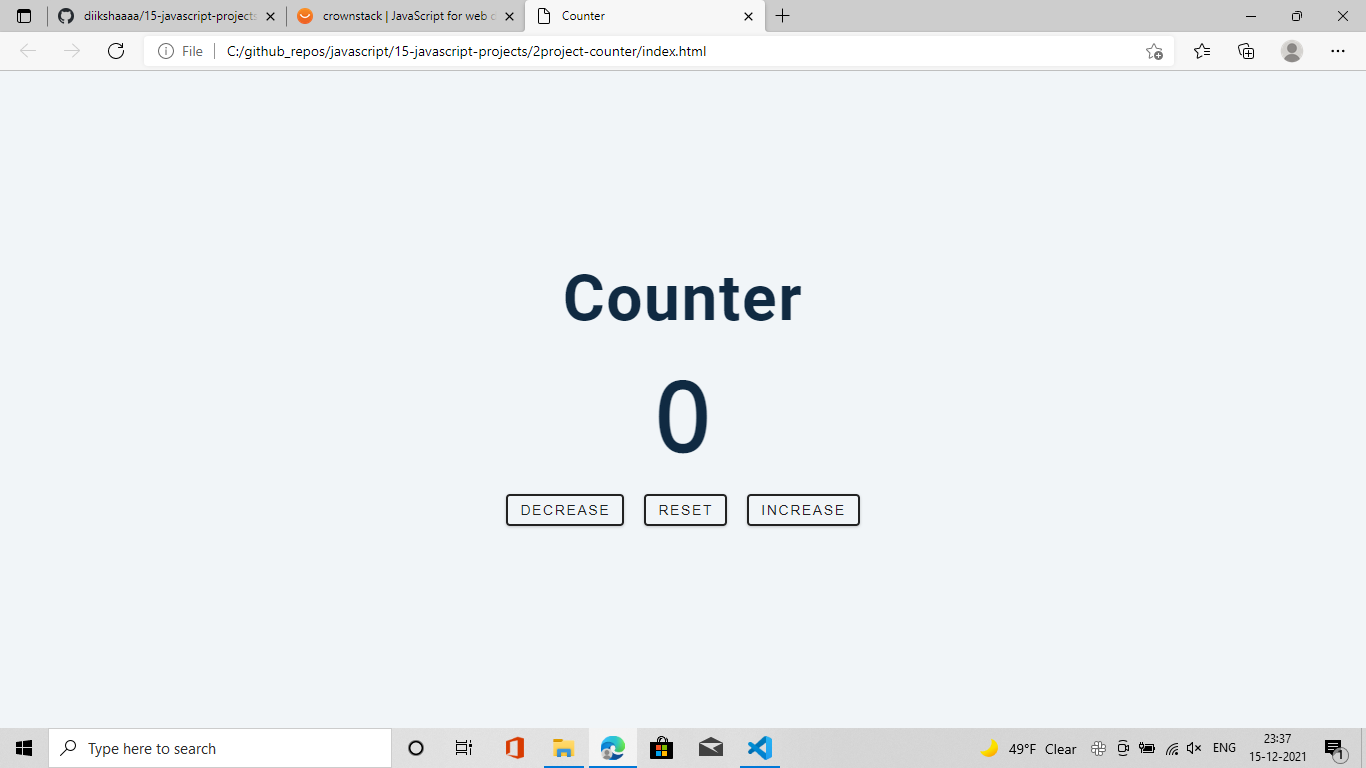 diikshaaaa/15-javascript-projects
crownstack | JavaScript for web d
Counter
File
C:/github_repos/javascript/15-javascript-projects/2project-counter/index.html
Counter
0
DECREASE RESET INCREASE
Type here to search
49°F Clear
ENG
23:37
15-12-2021
1